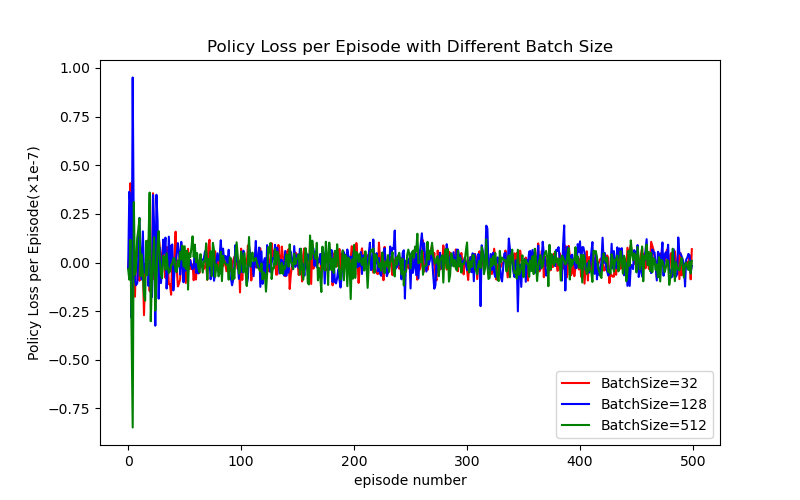 Policy Loss per Episode with Different Batch Size
Policy Loss per Episode(×1e-7)
1.00
0.75
0.50
0.25
0.00
−0.25
−0.50
−0.75
0
100
200
300
400
500
episode number
BatchSize=32
BatchSize=128
BatchSize=512